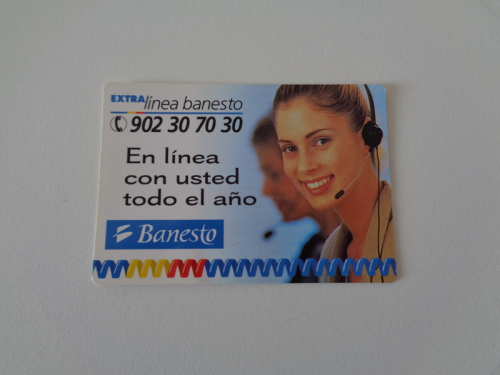 EXTRA línea banesto
902 30 70 30
En línea
con usted
todo el año
Banesto